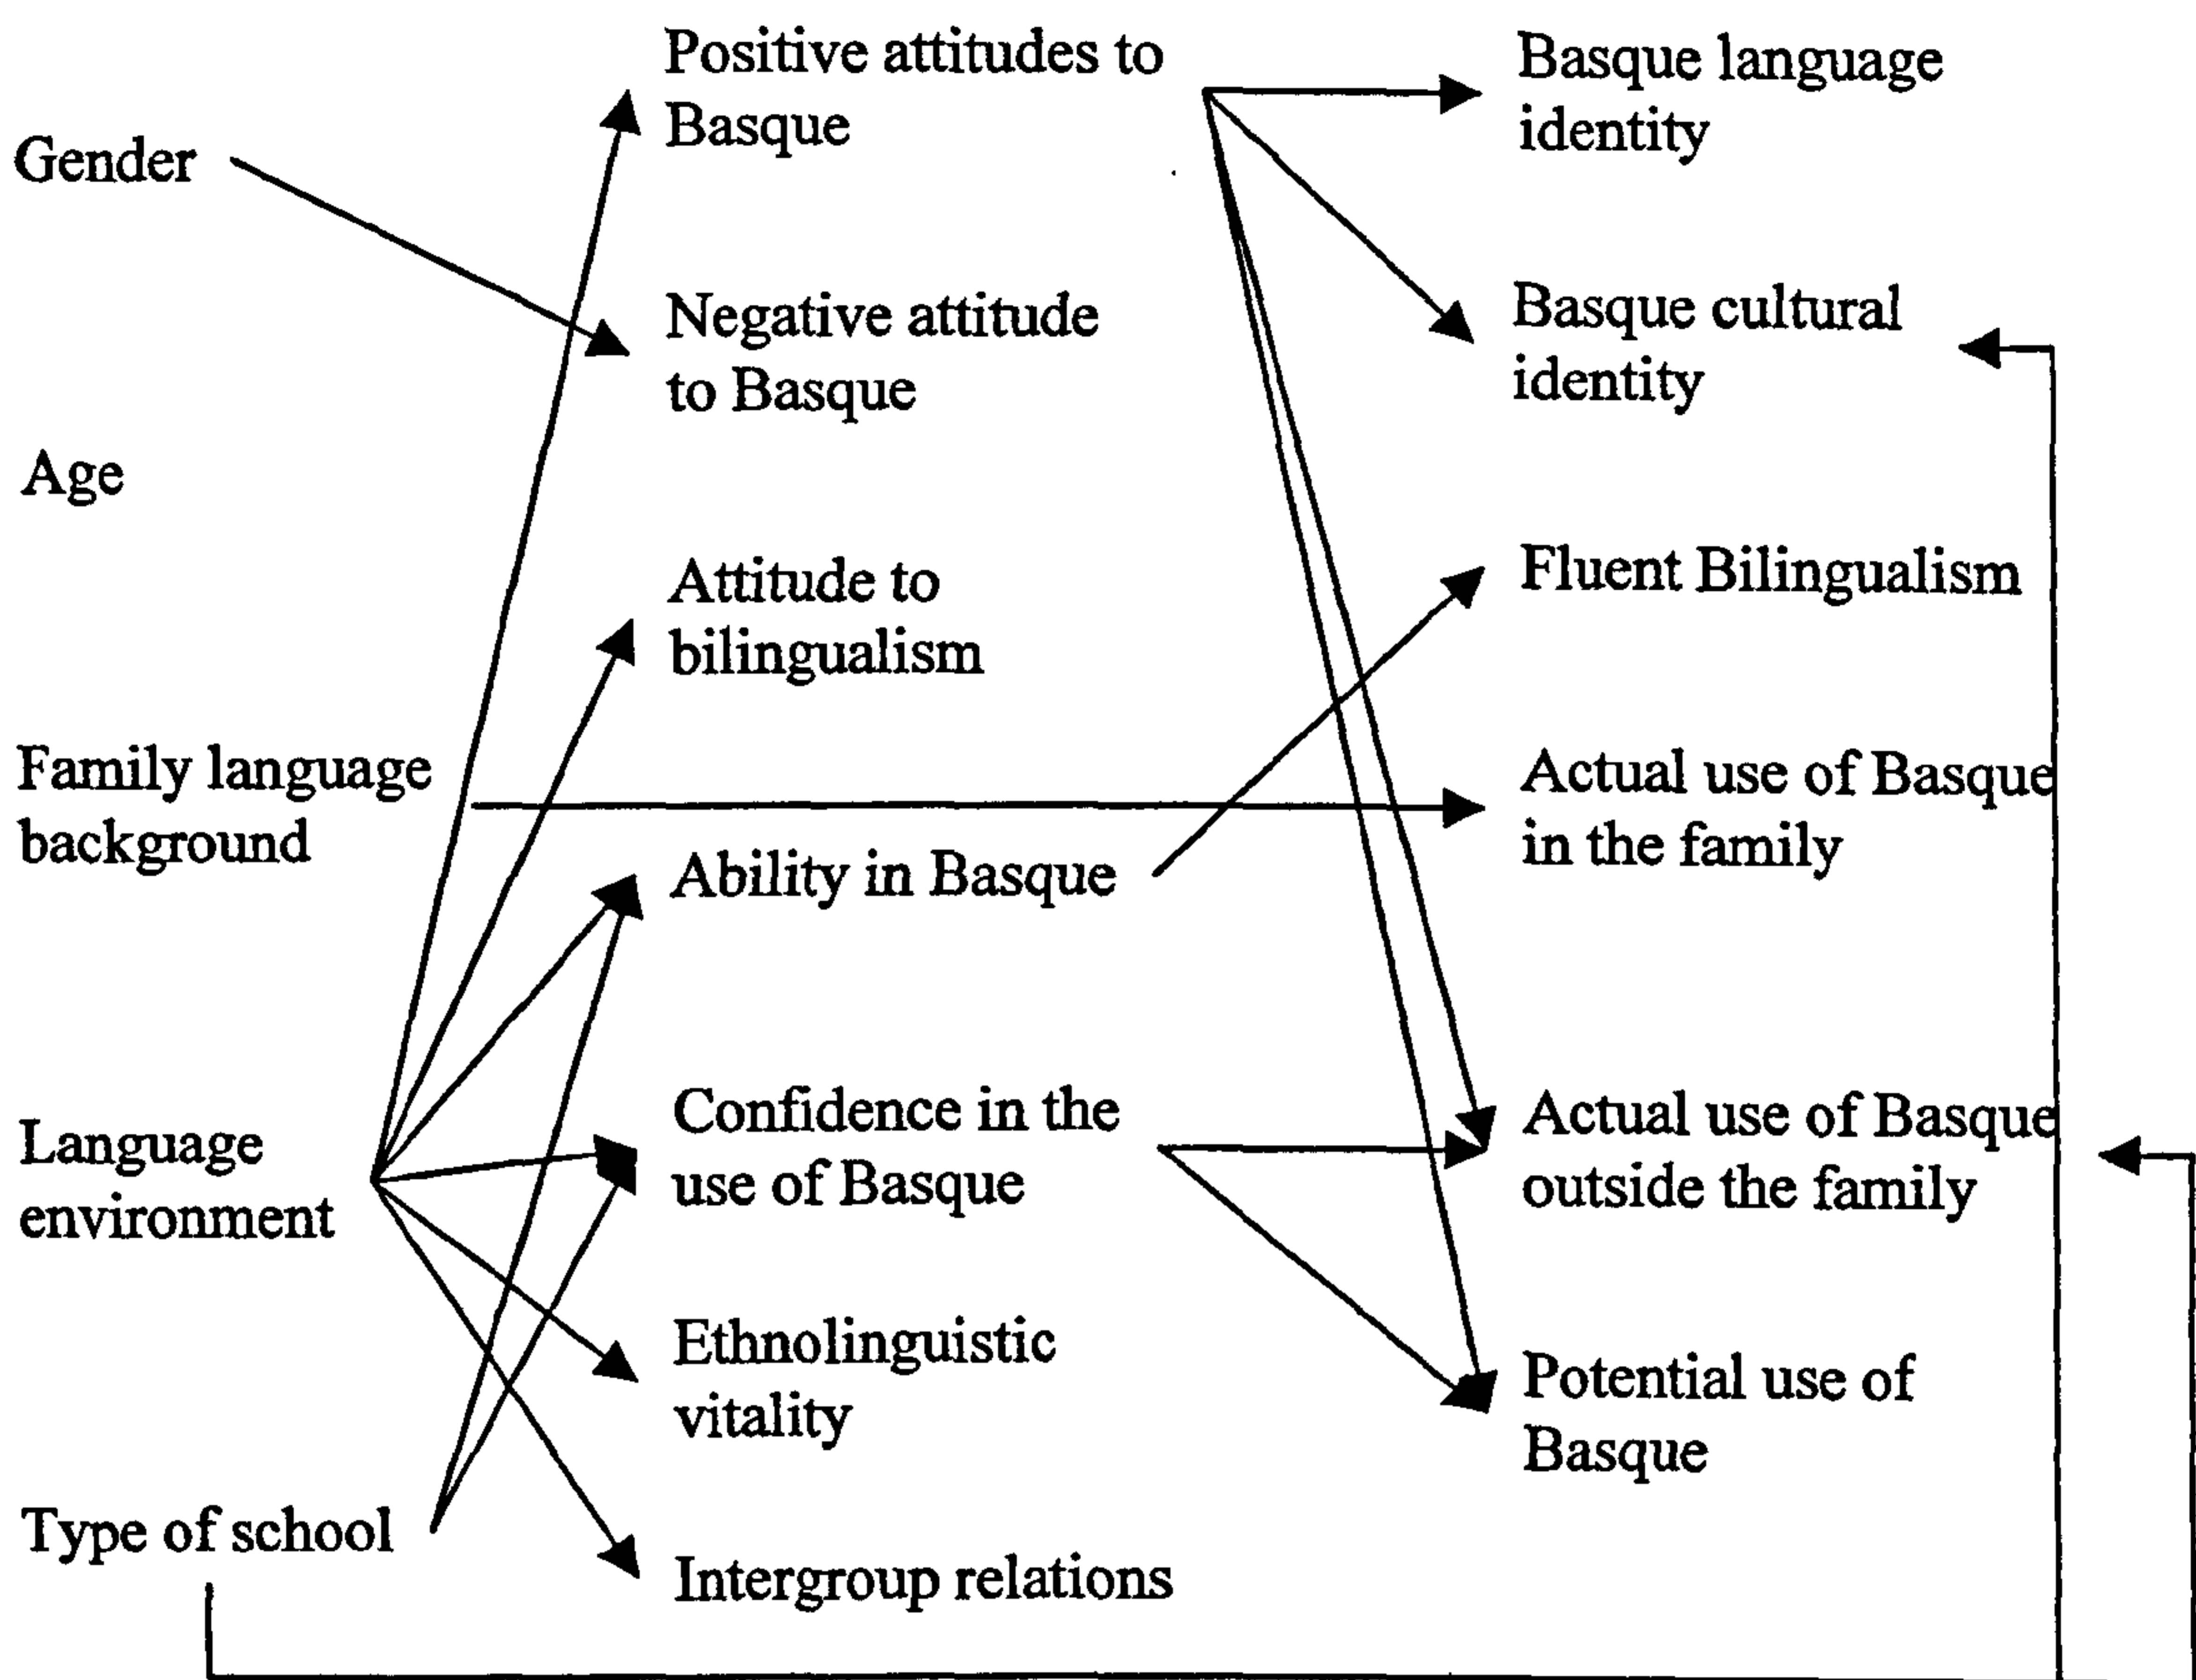 Gender
Age
Family language
background
Language
environment
Type of school
Positive attitudes to
Basque
Negative attitude
to Basque
Attitude to
bilingualism
Ability in Basque
Confidence in the
use of Basque
Ethnolinguistic
vitality
Intergroup relations
Basque language
identity
Basque cultural
identity
Fluent Bilingualism
Actual use of Basque
in the family
Actual use of Basque
outside the family
Potential use of
Basque